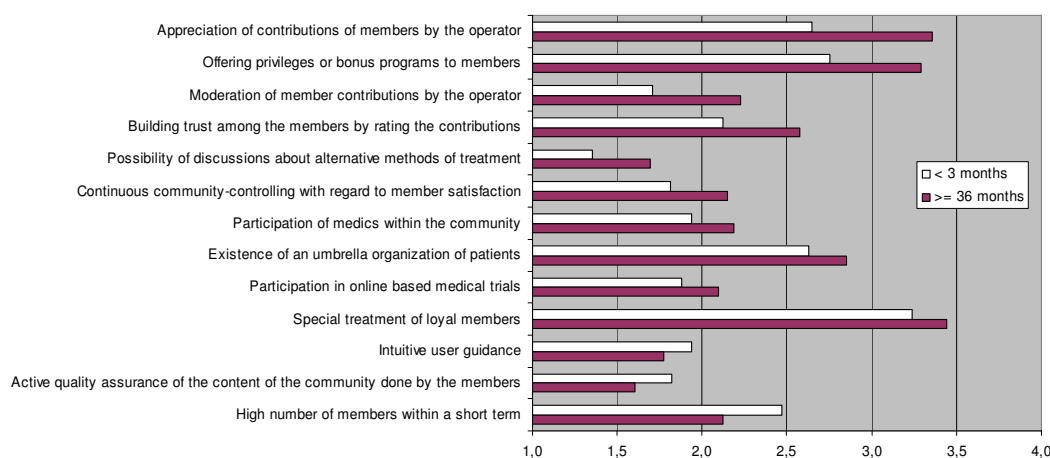 Appreciation of contributions of members by the operator
Offering privileges or bonus programs to members
Moderation of member contributions by the operator
Building trust among the members by rating the contributions
Possibility of discussions about alternative methods of treatment
Continuous community-controlling with regard to member satisfaction
Participation of medics within the community
Existence of an umbrella organization of patients
Participation in online based medical trials
Special treatment of loyal members
Intuitive user guidance
Active quality assurance of the content of the community done by the members
High number of members within a short term
< 3 months
>= 36 months
1,0 1,5 2,0 2,5 3,0 3,5 4,0